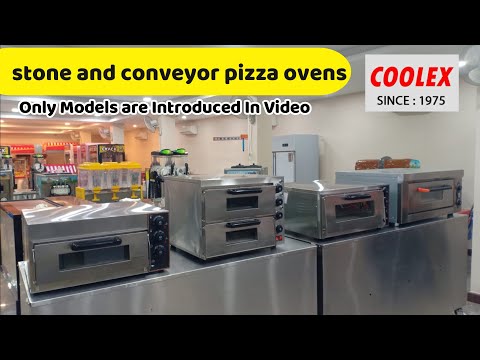 stone and conveyor pizza ovens
Only Models are Introduced In Video
COOLEX
SINCE : 1975